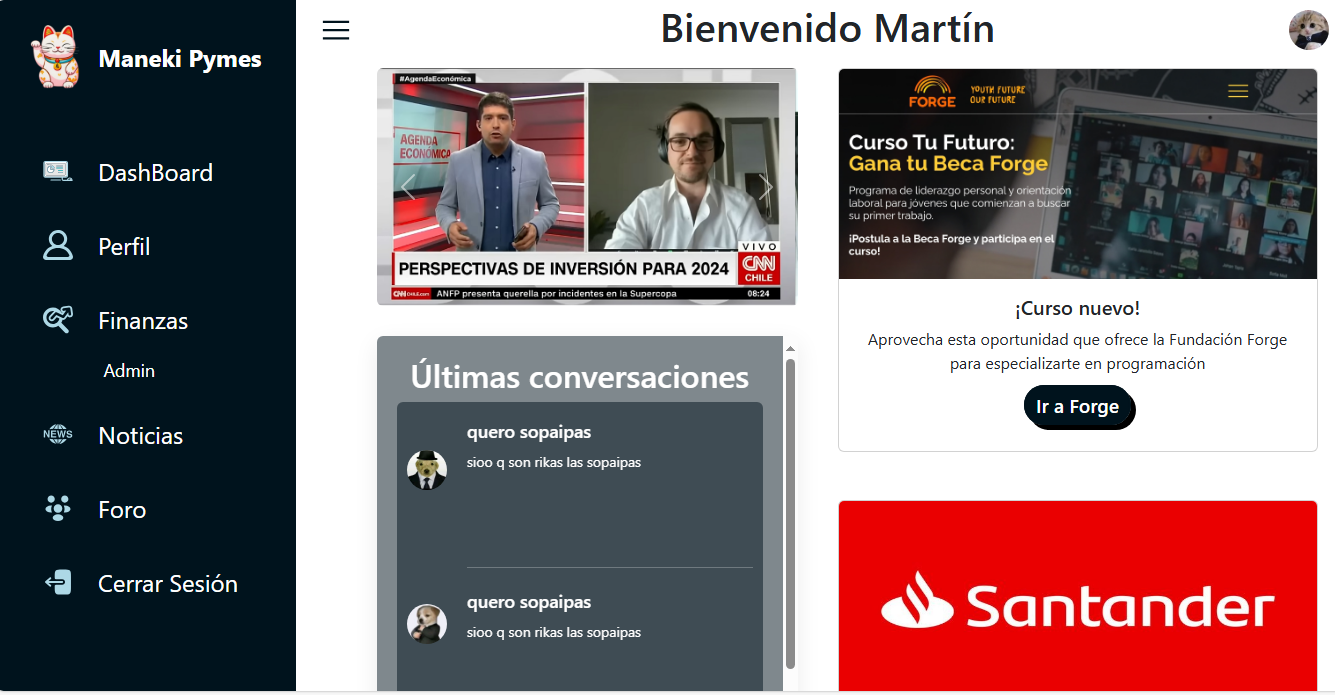 Maneki Pymes
DashBoard
Perfil
Finanzas
Admin
NEWS
Noticias
Foro
Cerrar Sesión
Bienvenido Martín
#AgendaEconómica
AGENDA
ECONÓMICA
VIVO
PERSPECTIVAS DE INVERSIÓN PARA 2024
CNN
CHILE
CNNCHILE.com
ANFP presenta querella por incidentes en la Supercopa
08:24
Últimas conversaciones
quero sopaipas
sioo q son rikas las sopaipas
quero sopaipas
sioo q son rikas las sopaipas
FORGE
YOUTH FUTURE
OUR FUTURE
Curso Tu Futuro:
Gana tu Beca Forge
Programa de liderazgo personal y orientación
laboral para jóvenes que comienzan a buscar
su primer trabajo.
¡Postula a la Beca Forge y participa en el
curso!
¡Curso nuevo!
Aprovecha esta oportunidad que ofrece la Fundación Forge
para especializarte en programación
Ir a Forge
Santander